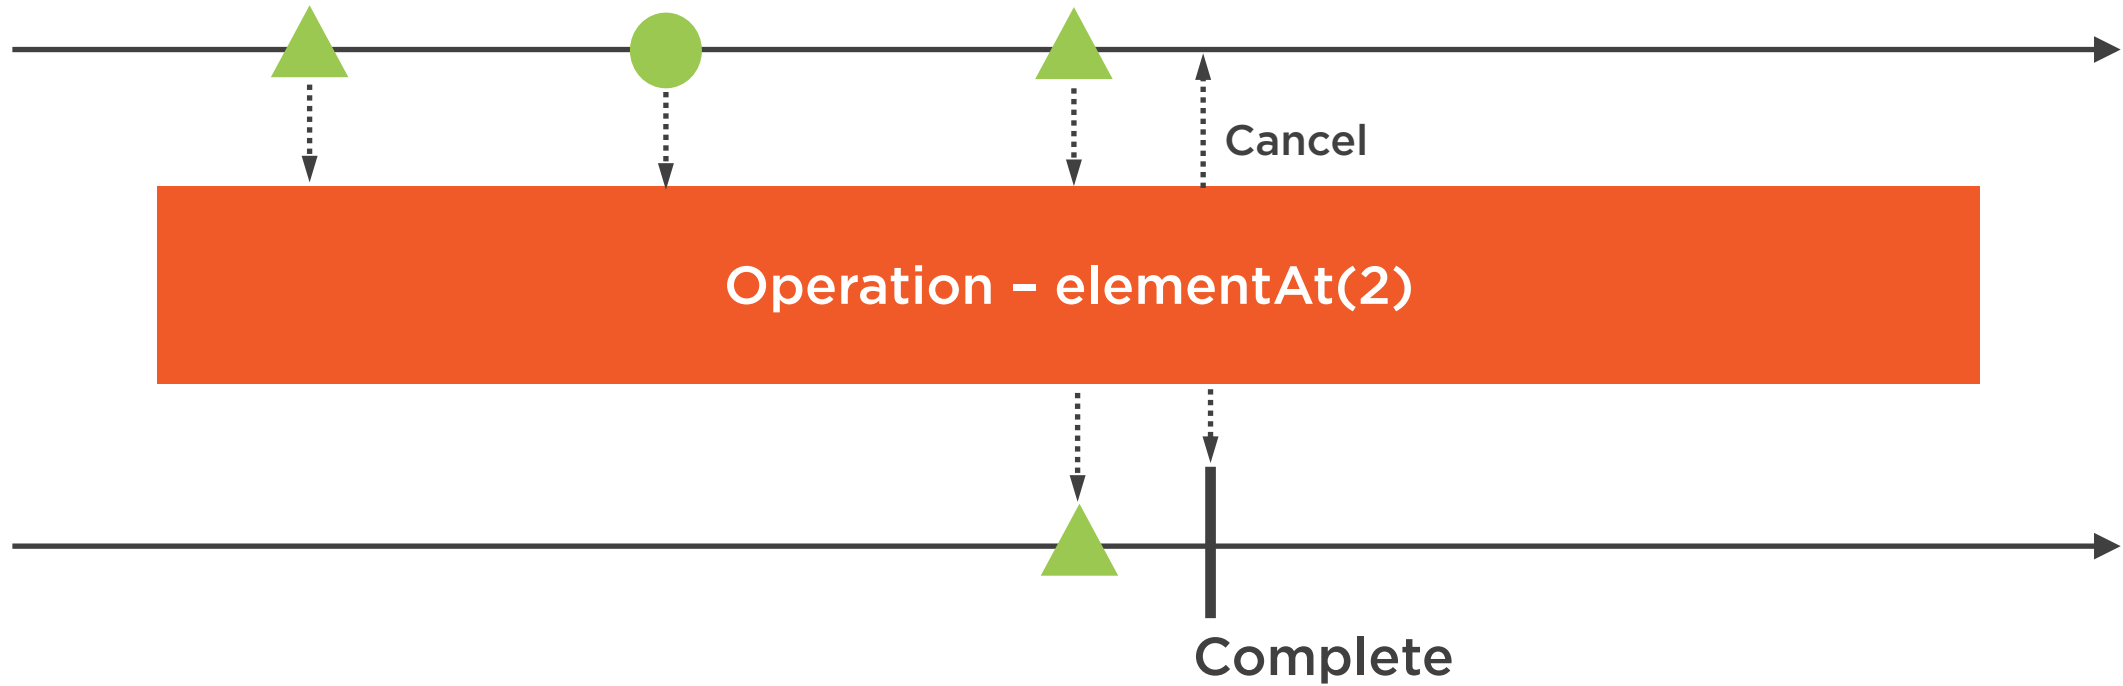 Cancel
Operation – elementAt(2)
Complete